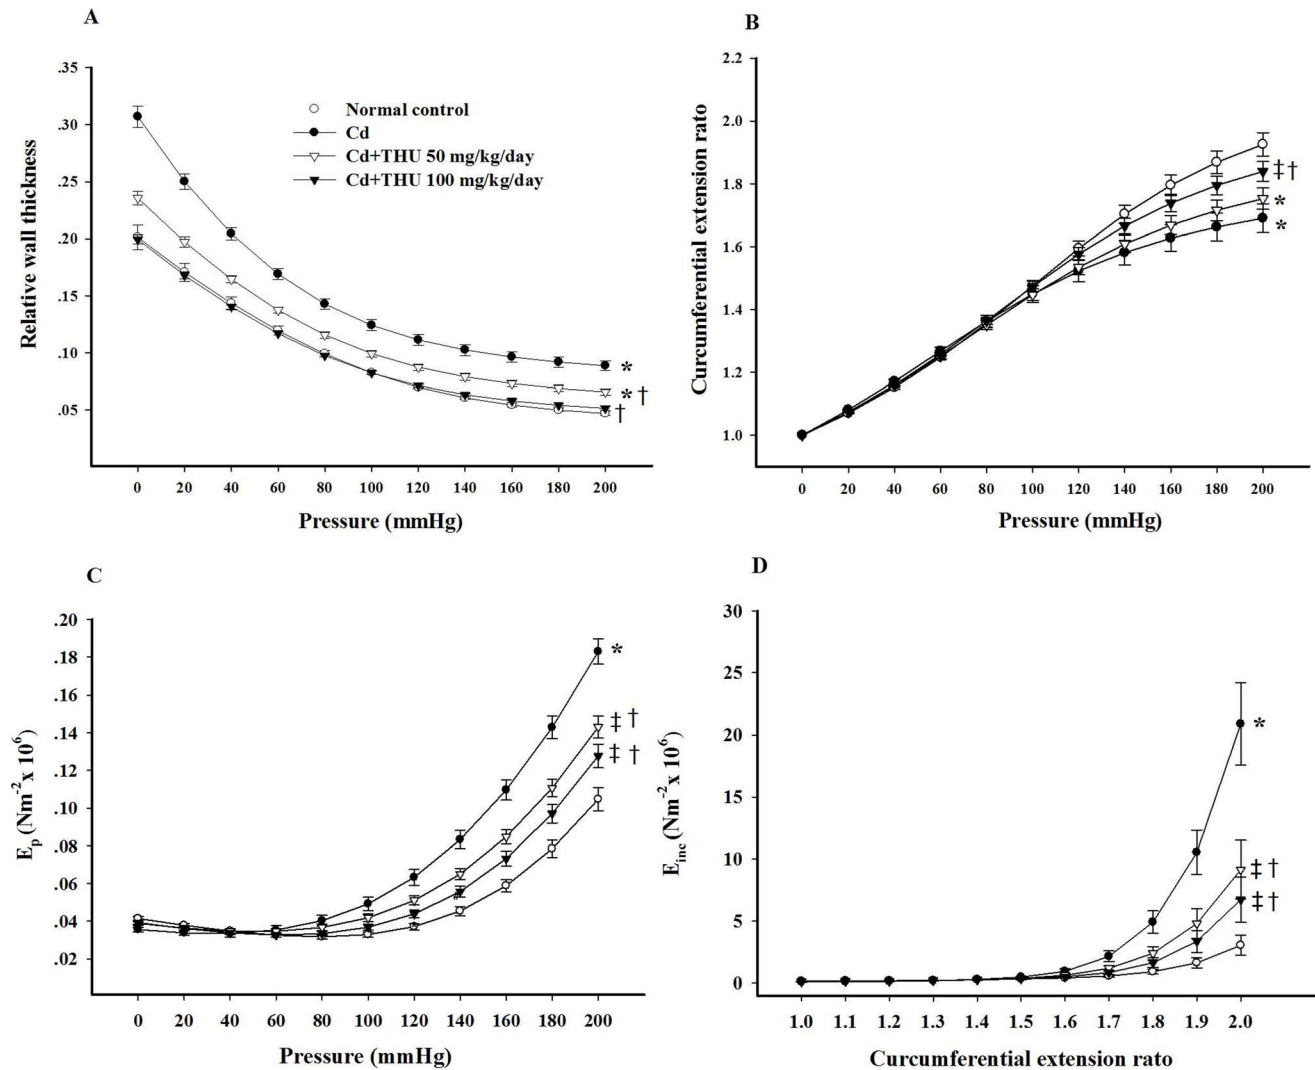 A
.35
.30
.25
.20
.15
.10
.05
Relative wall thickness
Normal control
Cd
Cd+THU 50 mg/kg/day
Cd+THU 100 mg/kg/day
*
* †
†
0 20 40 60 80 100 120 140 160 180 200
Pressure (mmHg)
B
2.2
2.0
1.8
1.6
1.4
1.2
1.0
Curcumferential extension rato
‡ †
*
*
0 20 40 60 80 100 120 140 160 180 200
Pressure (mmHg)
C
.20
.18
.16
.14
.12
.10
.08
.06
.04
.02
Ep (Nm-2 x 106)
*
‡ †
‡ †
0 20 40 60 80 100 120 140 160 180 200
Pressure (mmHg)
D
30
25
20
15
10
5
0
Einc (Nm-2 x 106)
*
‡ †
‡ †
1.0 1.1 1.2 1.3 1.4 1.5 1.6 1.7 1.8 1.9 2.0
Curcumferential extension rato